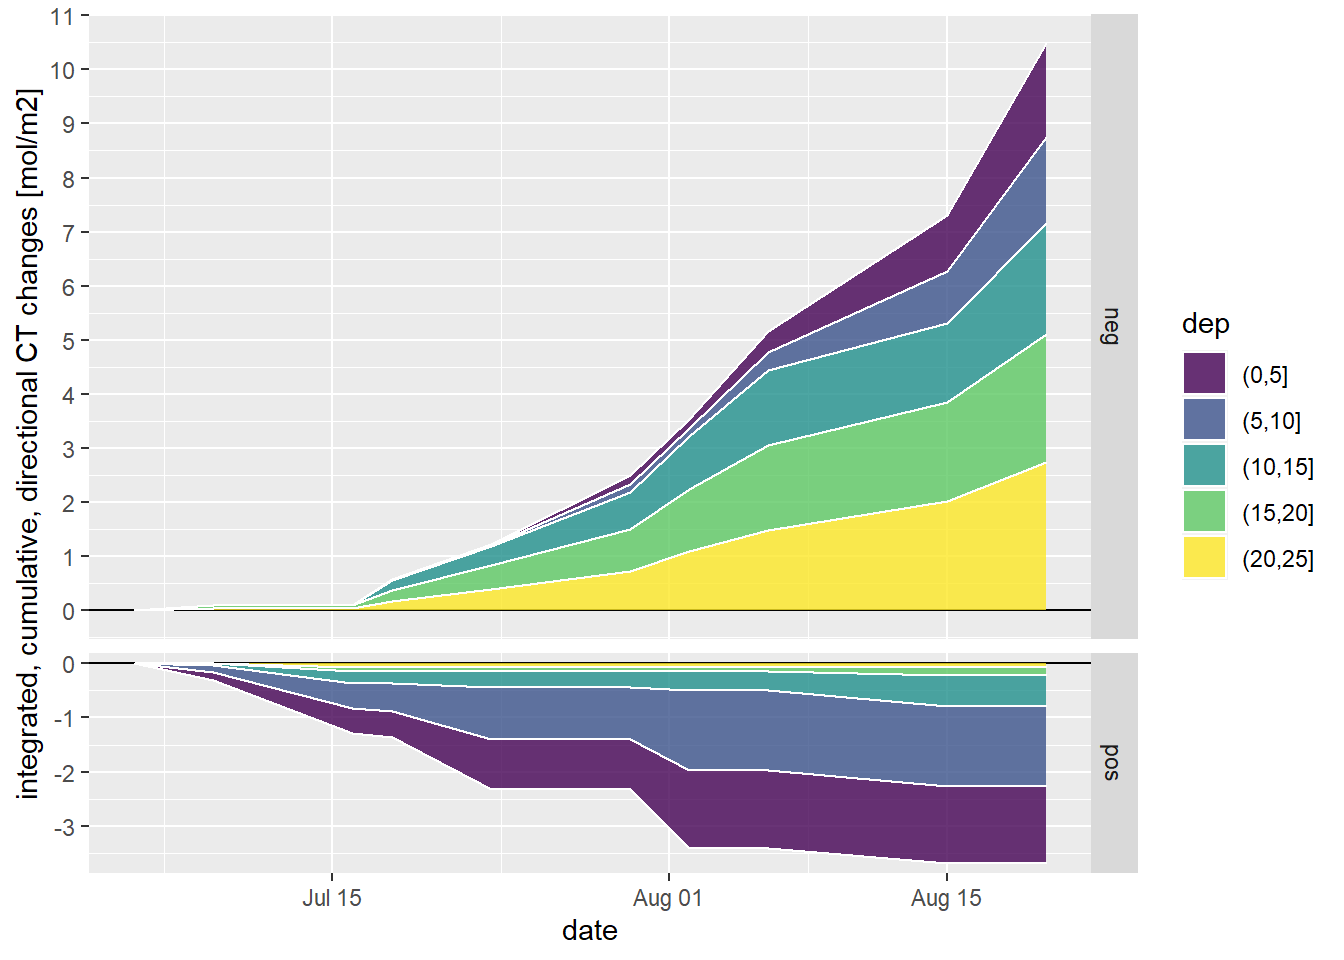 integrated, cumulative, directional CT changes [mol/m2]
11
10
9
8
7
6
5
4
3
2
1
0
neg
0
-1
-2
-3
pos
Jul 15
Aug 01
Aug 15
date
dep
(0,5]
(5,10]
(10,15]
(15,20]
(20,25]